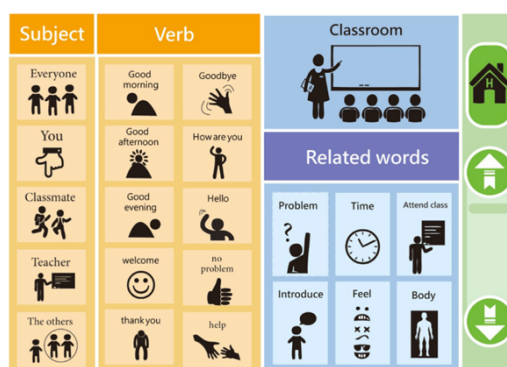 Subject
Verb
Everyone
You
Classmate
Teacher
The others
Good
morning
Goodbye
Good
afternoon
How are you
Good
evening
Hello
welcome
no
problem
thank you
help
Classroom
Related words
Problem
Time
Attend class
Introduce
Feel
Body
H